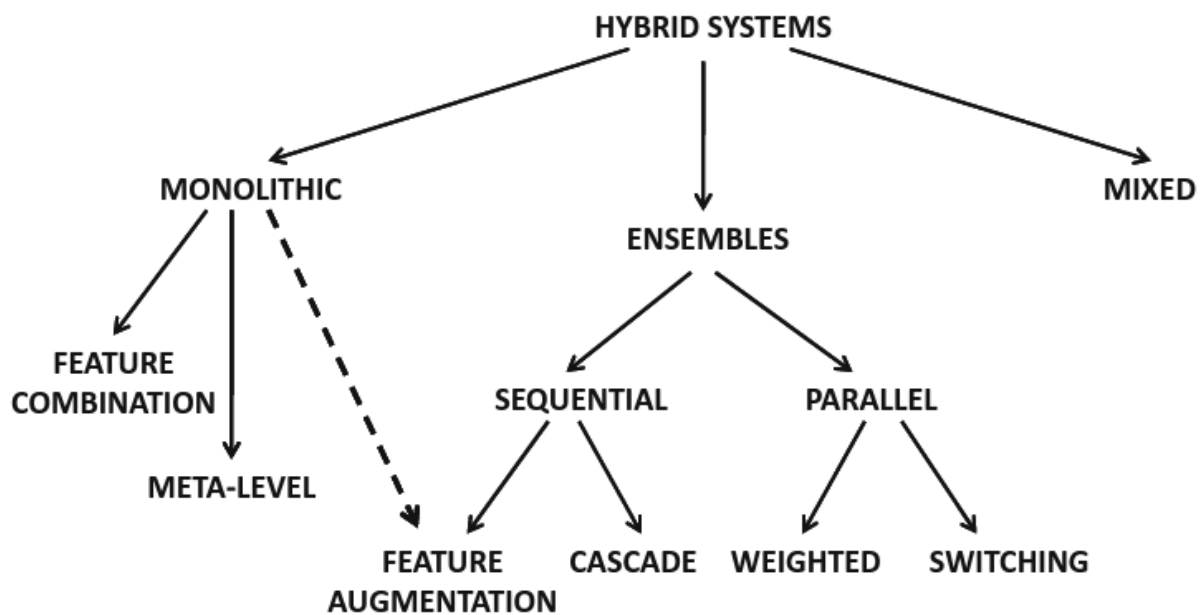 HYBRID SYSTEMS
MONOLITHIC
MIXED
ENSEMBLES
FEATURE
COMBINATION
SEQUENTIAL
PARALLEL
META-LEVEL
FEATURE
AUGMENTATION
CASCADE
WEIGHTED
SWITCHING